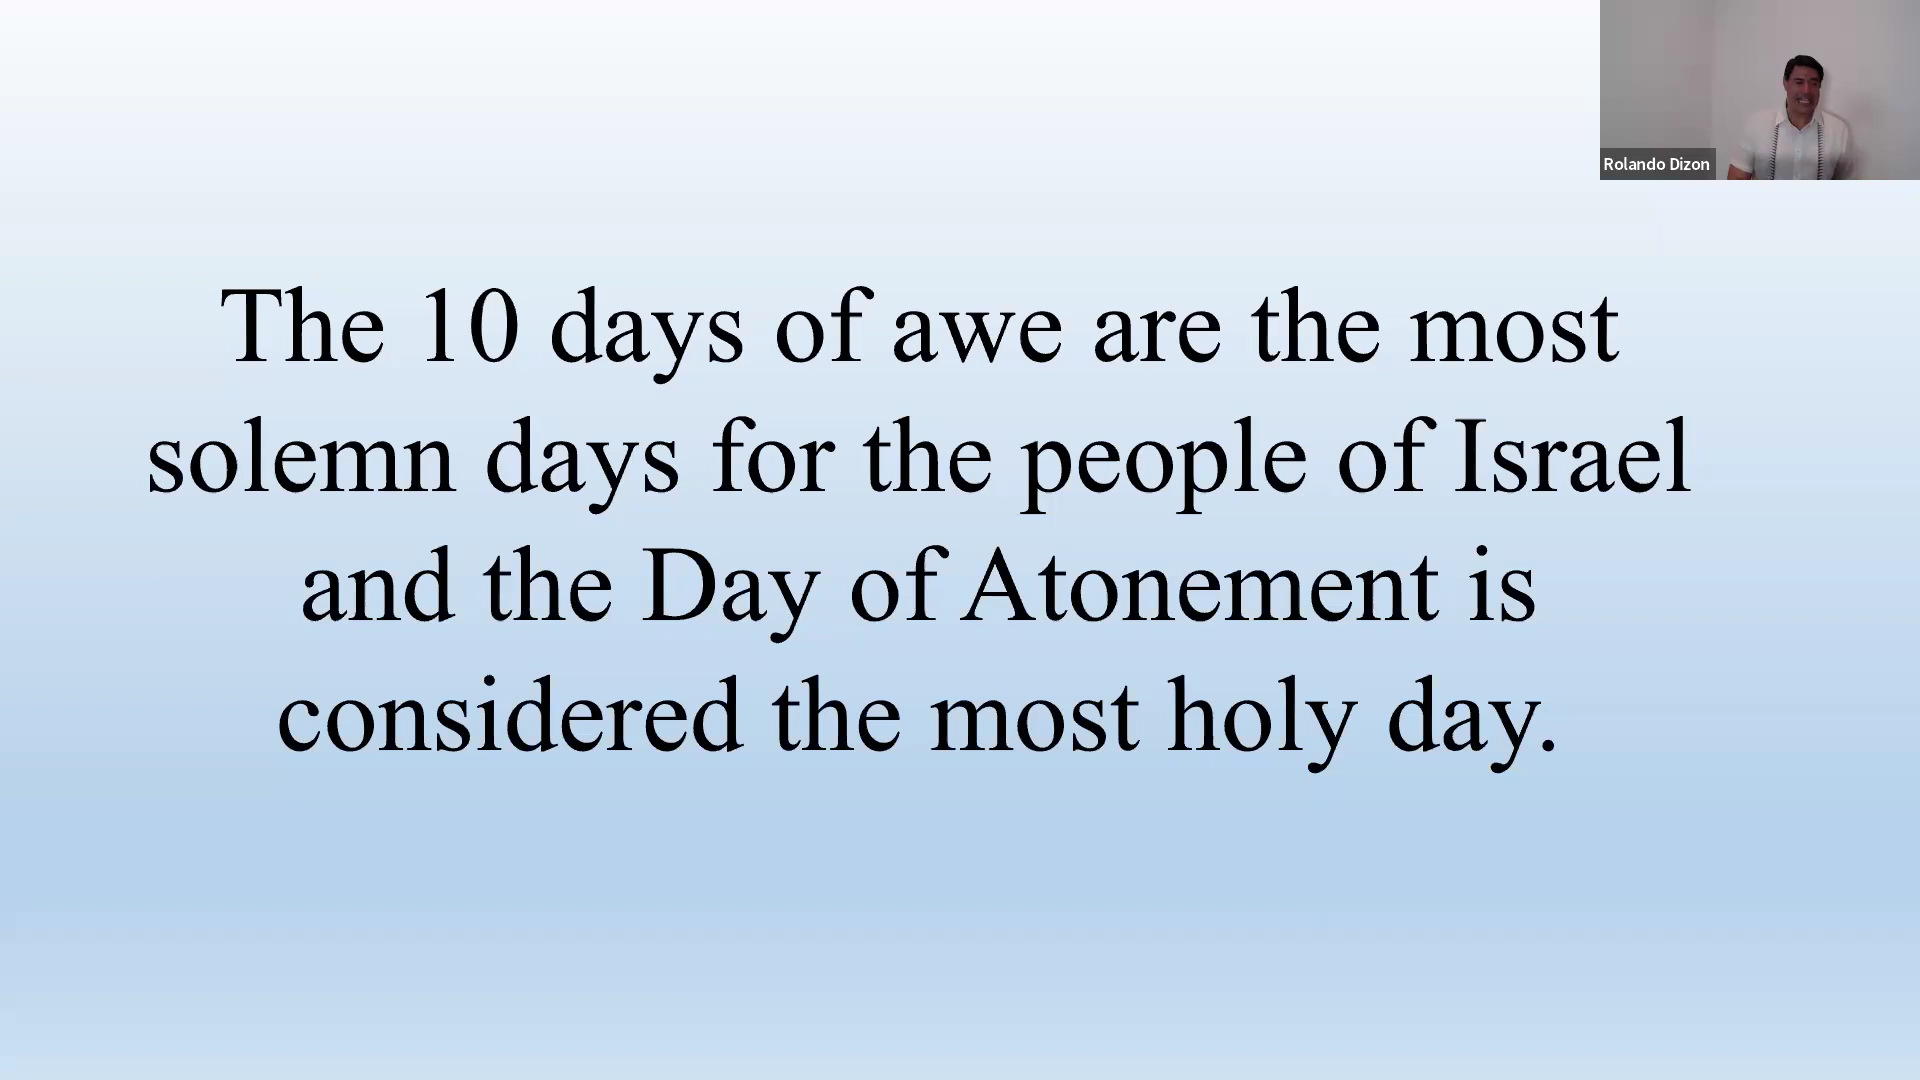 Rolando Dizon
The 10 days of awe are the most
solemn days for the people of Israel
and the Day of Atonement is
considered the most holy day.